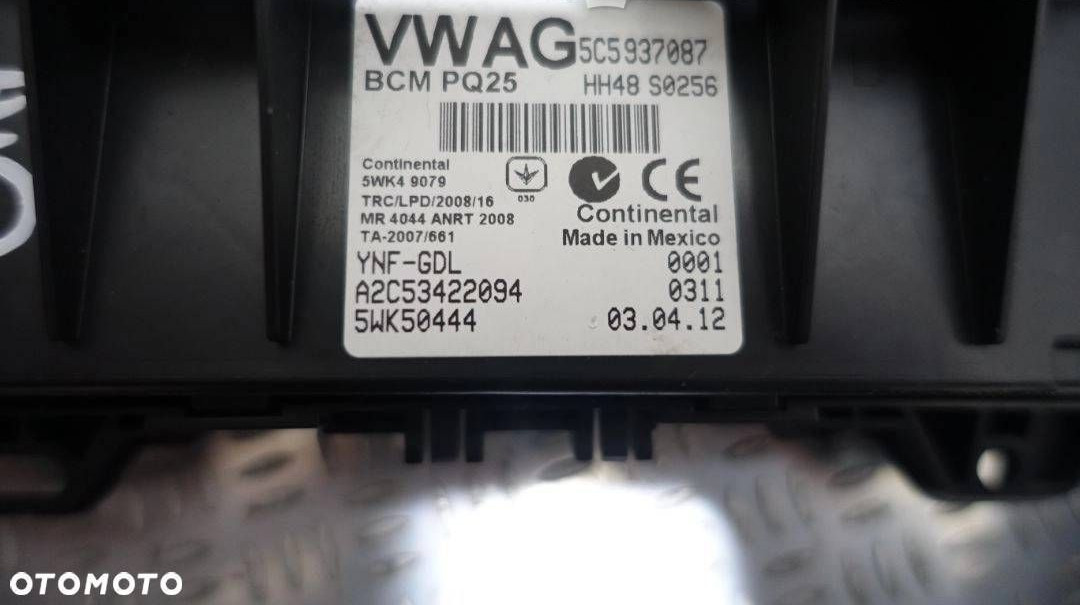 VWAG 5C5937087
BCM PQ25 HH48 S0256
Continental
5WK4 9079
TRC/LPD/2008/16
MR 4044 ANRT 2008
TA-2007/661
030
CE
Continental
Made in Mexico
YNF-GDL 0001
A2C53422094 0311
5WK50444 03.04.12
OTOMOTO